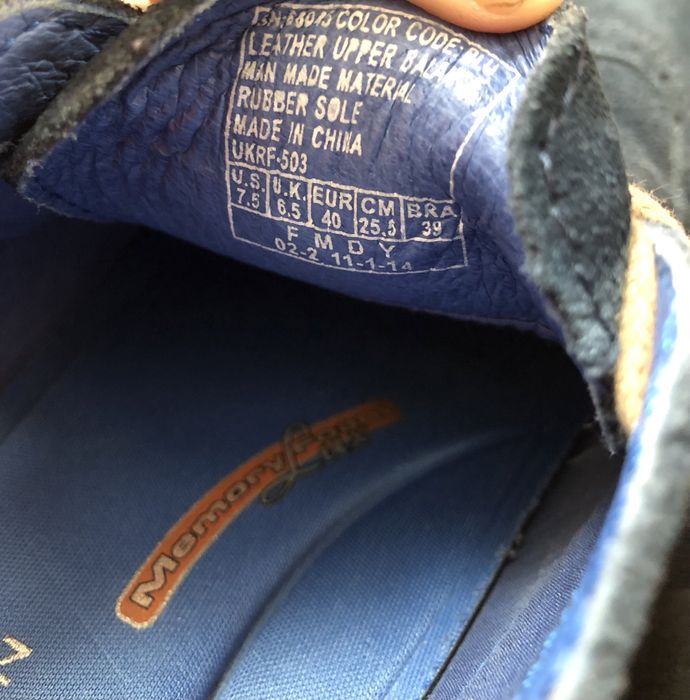 COLOR CODE:BLU
LEATHER UPPER
MAN MADE MATERIAL
RUBBER SOLE
MADE IN CHINA
UKRF-503
U.S. U.K. EUR CM BRA
7.5 6.5 40 25.5 39
F M D Y
02-2 11-1-14
Memory
Z